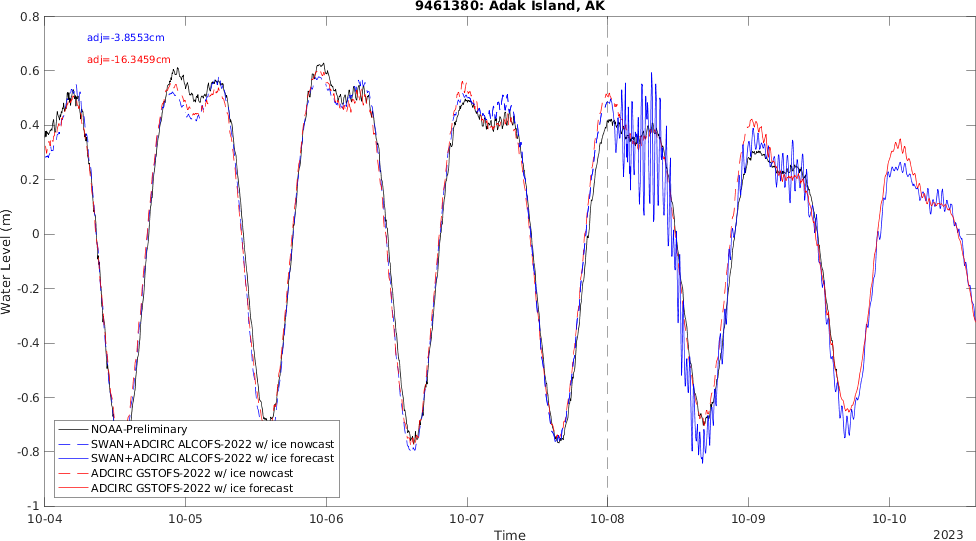 9461380: Adak Island, AK
adj=-3.8553cm
adj=-16.3459cm
Water Level (m)
0.8
0.6
0.4
0.2
0
-0.2
-0.4
-0.6
-0.8
-1
NOAA-Preliminary
SWAN+ADCIRC ALCOFS-2022 w/ ice nowcast
SWAN+ADCIRC ALCOFS-2022 w/ ice forecast
ADCIRC GSTOFS-2022 w/ ice nowcast
ADCIRC GSTOFS-2022 w/ ice forecast
10-04 10-05 10-06 10-07 10-08 10-09 10-10
Time
2023